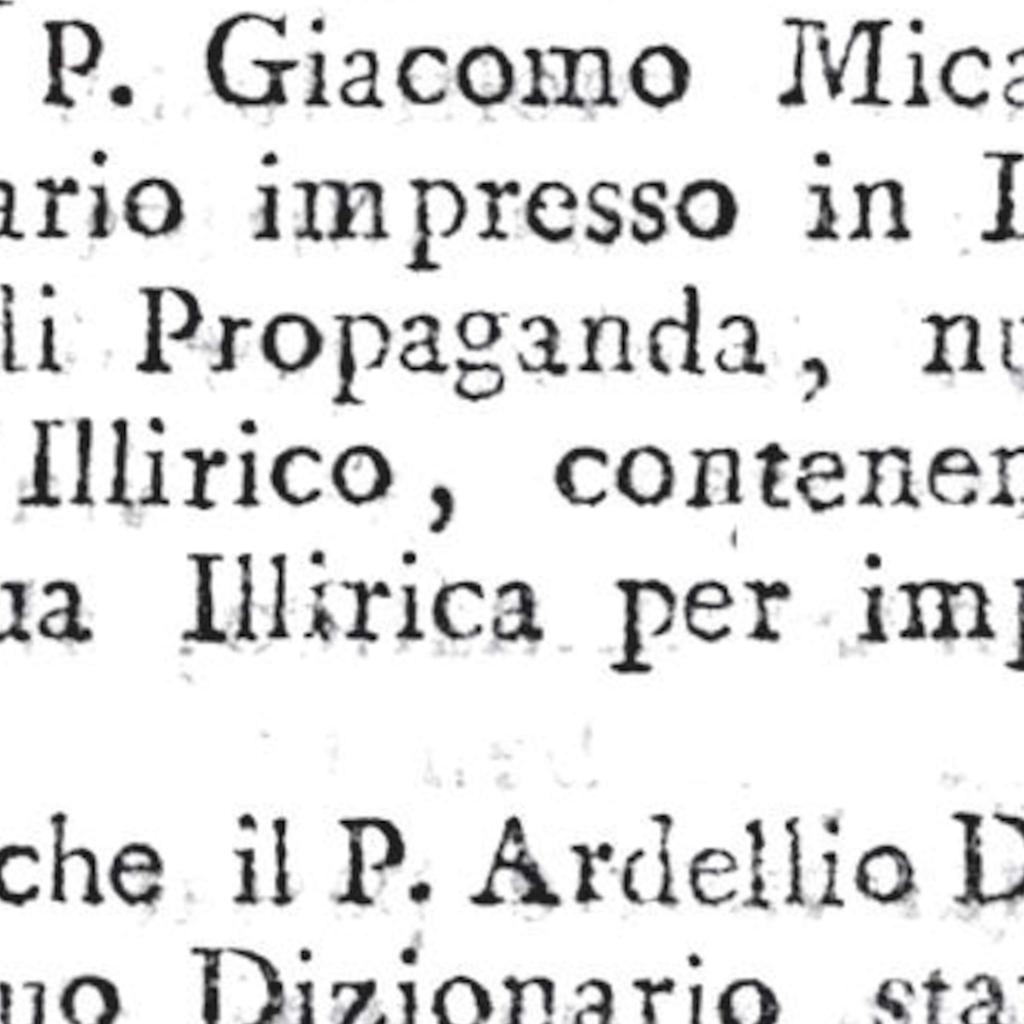 P. Giacomo Mica
ario impresso in L
li Propaganda, nu
Illirico, contenen
ua Illirica per imp
che il P. Ardellio D
uo Dizionario sta